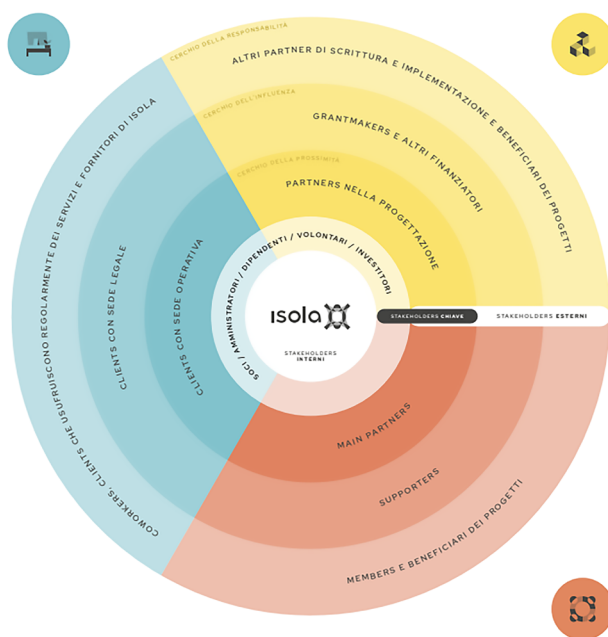 CERCHIO DELLA RESPONSABILITÀ
ALTRI PARTNER DI SCRITTURA E IMPLEMENTAZIONE E BENEFICIARI DEI PROGETTI
CERCHIO DELL'INFLUENZA
GRANTMAKERS E ALTRI FINANZIATORI
CERCHIO DELLA PROSSIMITÀ
PARTNERS NELLA PROGETTAZIONE
SOCI / AMMINISTRATORI / DIPENDENTI / VOLONTARI / INVESTITORI
isola
STAKEHOLDERS
INTERNI
STAKEHOLDERS CHIAVE
STAKEHOLDERS ESTERNI
COWORKERS, CLIENTS CHE USUFRUISCONO REGOLARMENTE DEI SERVIZI E FORNITORI DI ISOLA
CLIENTS CON SEDE LEGALE
CLIENTS CON SEDE OPERATIVA
MAIN PARTNERS
SUPPORTERS
MEMBERS E BENEFICIARI DEI PROGETTI